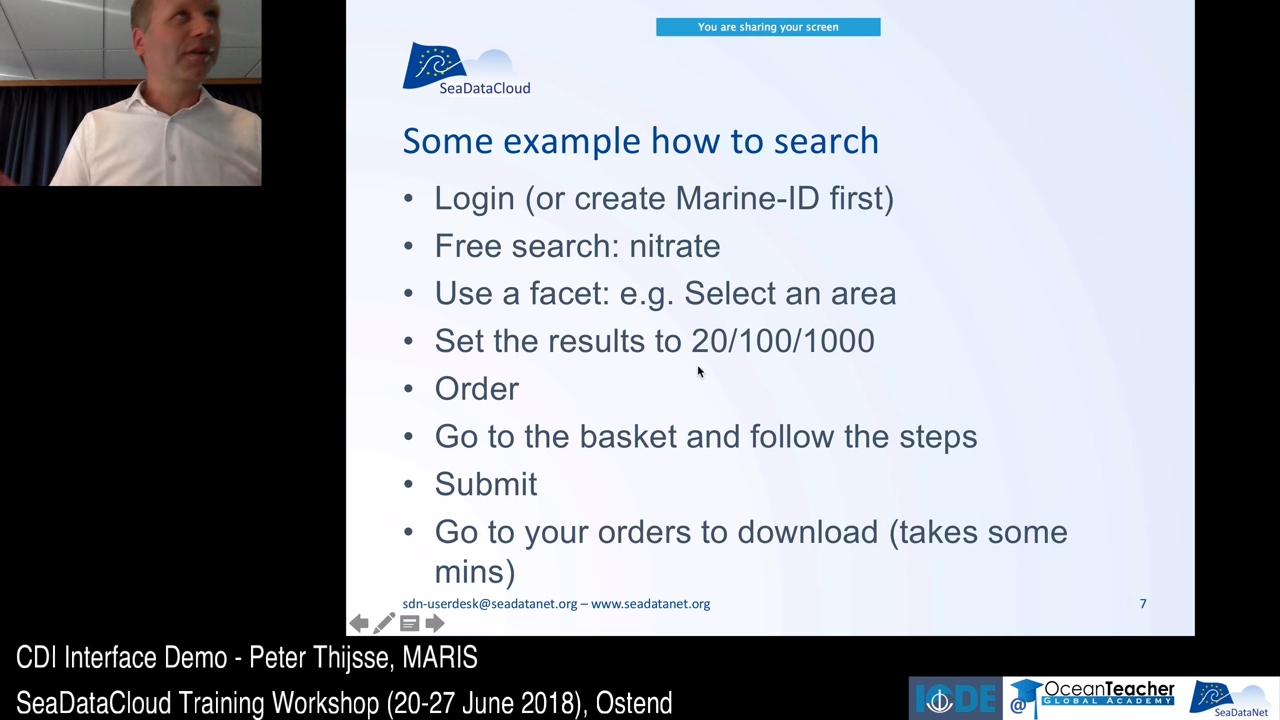 You are sharing your screen
SeaDataCloud
Some example how to search
• Login (or create Marine-ID first)
• Free search: nitrate
• Use a facet: e.g. Select an area
• Set the results to 20/100/1000
• Order
• Go to the basket and follow the steps
• Submit
• Go to your orders to download (takes some
mins)
sdn-userdesk@seadatanet.org – www.seadatanet.org
7
CDI Interface Demo - Peter Thijsse, MARIS
SeaDataCloud Training Workshop (20-27 June 2018), Ostend
IODE
@ OceanTeacher
GLOBAL ACADEMY
SeaDataNet